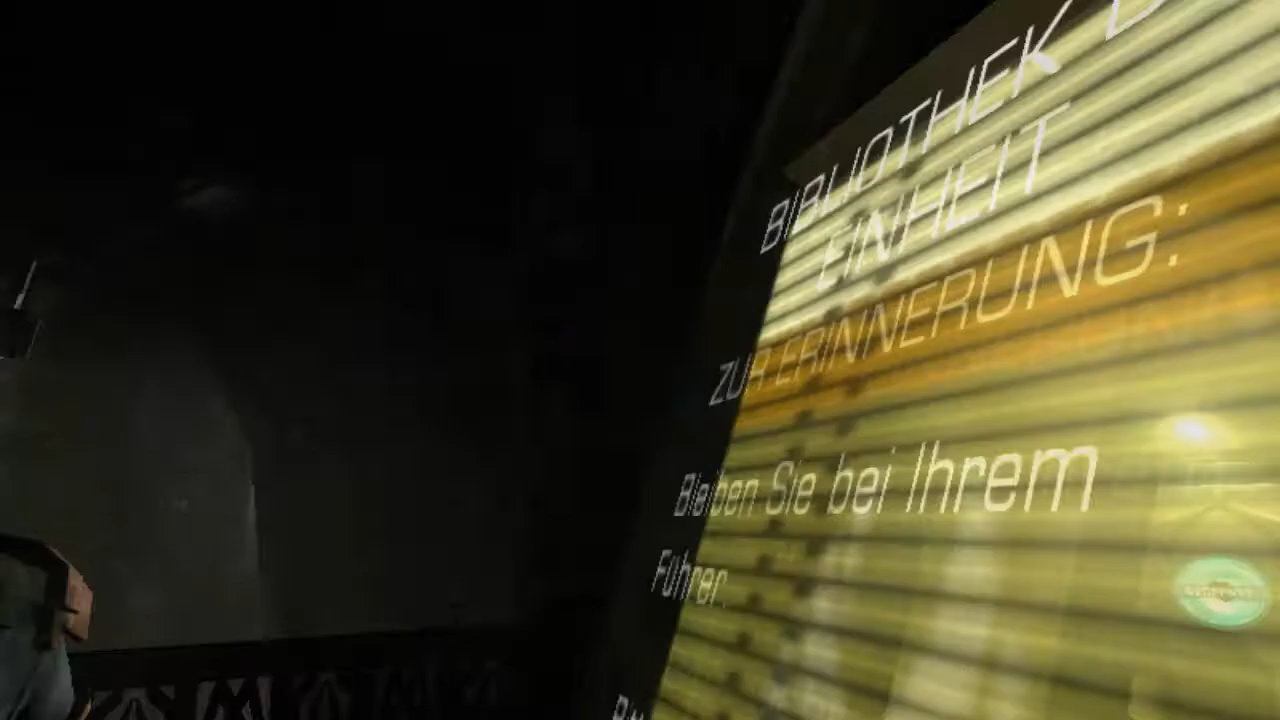 BIBLIOTHEK
EINHEIT
ZUR ERINNERUNG:
Bleiben Sie bei Ihrem
Führer.